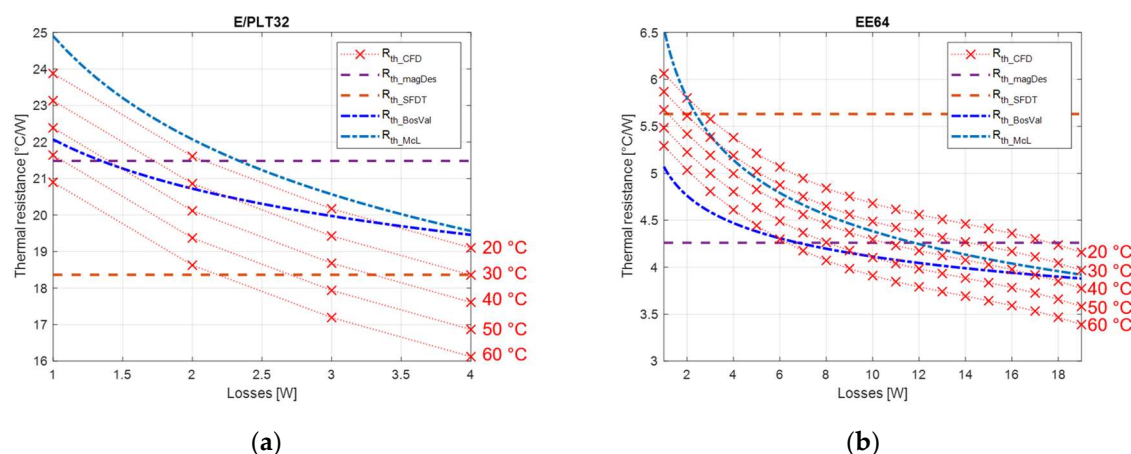 E/PLT32
25
24
23
22
21
20
19
18
17
16
Thermal resistance [°C/W]
1
1.5
2
2.5
3
3.5
4
Losses [W]
R_th_CFD
R_th_magDes
R_th_SFDT
R_th_BosVal
R_th_McL
20 °C
30 °C
40 °C
50 °C
60 °C
(a)
EE64
6.5
6
5.5
5
4.5
4
3.5
3
Thermal resistance [°C/W]
2
4
6
8
10
12
14
16
18
Losses [W]
R_th_CFD
R_th_magDes
R_th_SFDT
R_th_BosVal
R_th_McL
20 °C
30 °C
40 °C
50 °C
60 °C
(b)